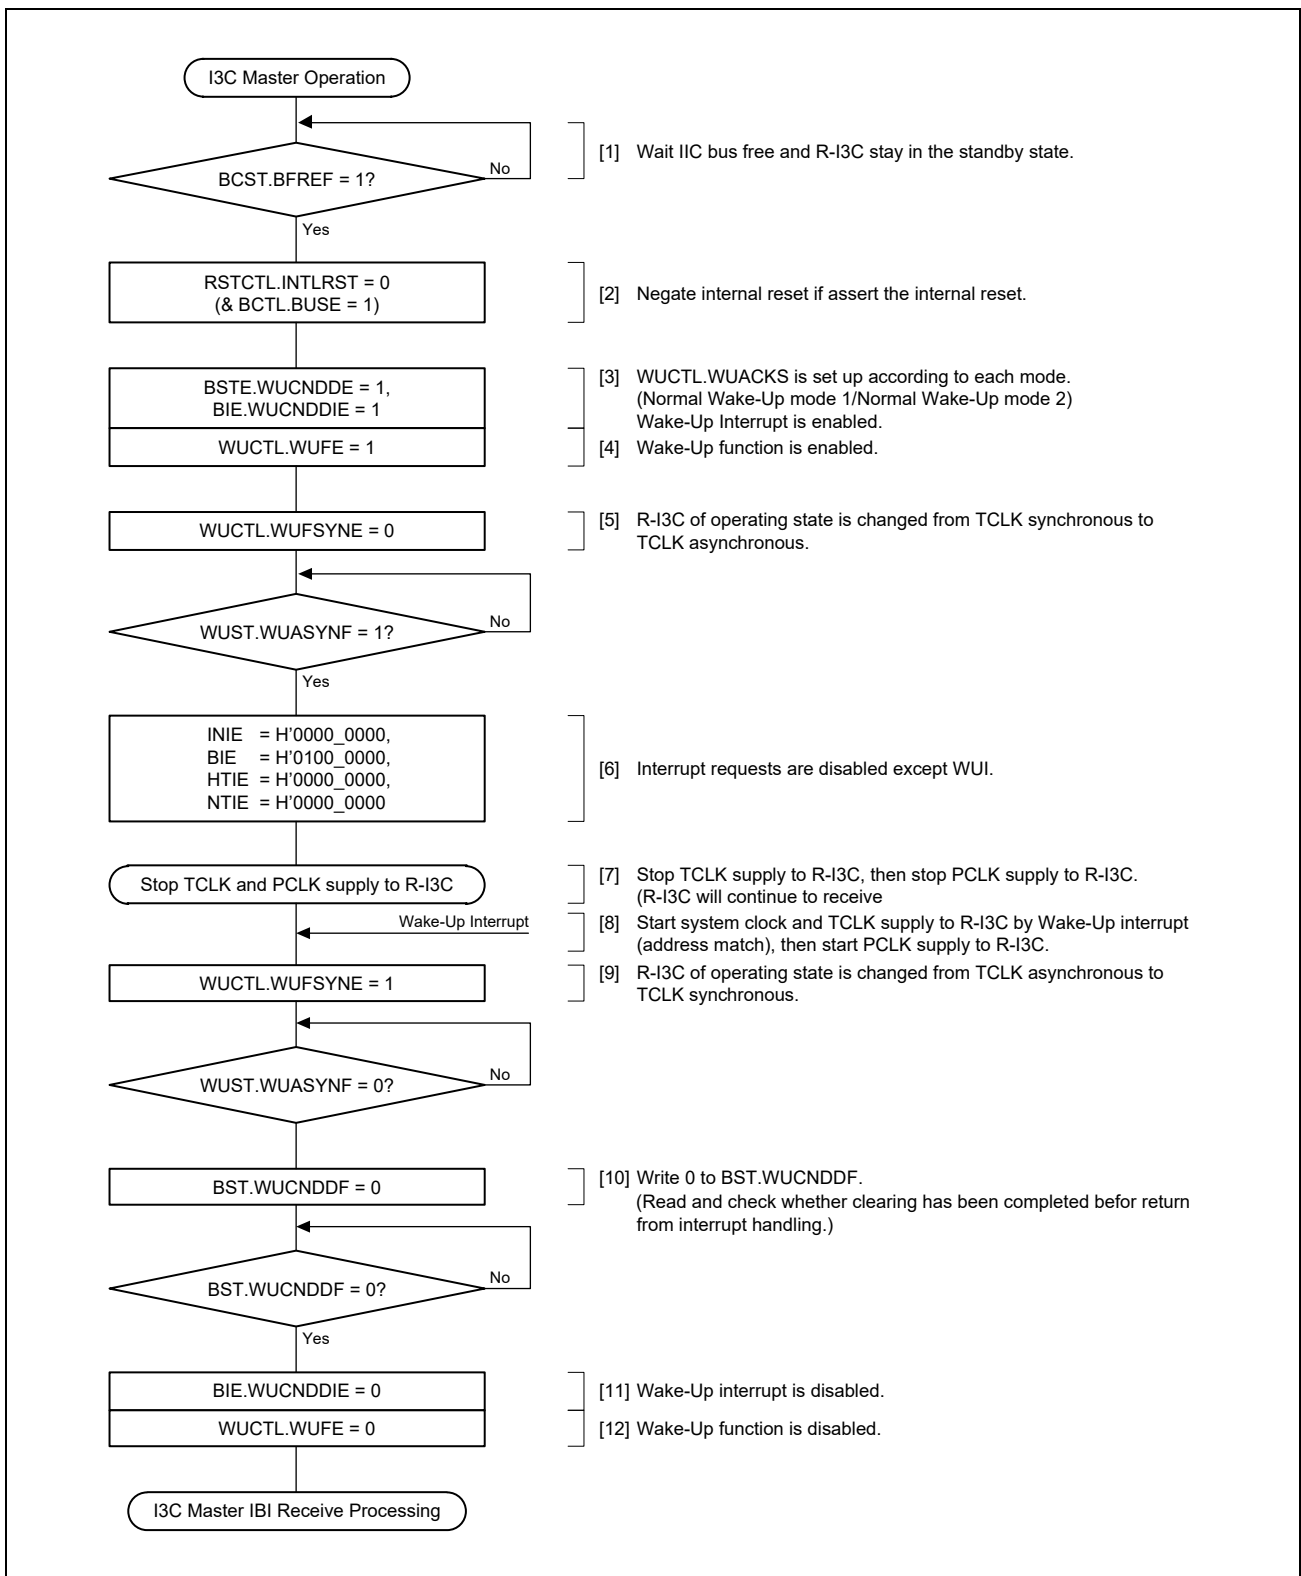 I3C Master Operation
BCST.BFREF = 1?
No
Yes
[1] Wait IIC bus free and R-I3C stay in the standby state.
RSTCTL.INTLRST = 0
(& BCTL.BUSE = 1)
[2] Negate internal reset if assert the internal reset.
BSTE.WUCNDDE = 1,
BIE.WUCNDDIE = 1
[3] WUCTL.WUACKS is set up according to each mode.
(Normal Wake-Up mode 1/Normal Wake-Up mode 2)
Wake-Up Interrupt is enabled.
WUCTL.WUFE = 1
[4] Wake-Up function is enabled.
WUCTL.WUFSYNE = 0
[5] R-I3C of operating state is changed from TCLK synchronous to
TCLK asynchronous.
WUST.WUASYNF = 1?
No
Yes
INIE = H'0000_0000,
BIE = H'0100_0000,
HTIE = H'0000_0000,
NTIE = H'0000_0000
[6] Interrupt requests are disabled except WUI.
Stop TCLK and PCLK supply to R-I3C
[7] Stop TCLK supply to R-I3C, then stop PCLK supply to R-I3C.
(R-I3C will continue to receive
Wake-Up Interrupt
[8] Start system clock and TCLK supply to R-I3C by Wake-Up interrupt
(address match), then start PCLK supply to R-I3C.
WUCTL.WUFSYNE = 1
[9] R-I3C of operating state is changed from TCLK asynchronous to
TCLK synchronous.
WUST.WUASYNF = 0?
No
BST.WUCNDDF = 0
[10] Write 0 to BST.WUCNDDF.
(Read and check whether clearing has been completed befor return
from interrupt handling.)
BST.WUCNDDF = 0?
No
Yes
BIE.WUCNDDIE = 0
[11] Wake-Up interrupt is disabled.
WUCTL.WUFE = 0
[12] Wake-Up function is disabled.
I3C Master IBI Receive Processing